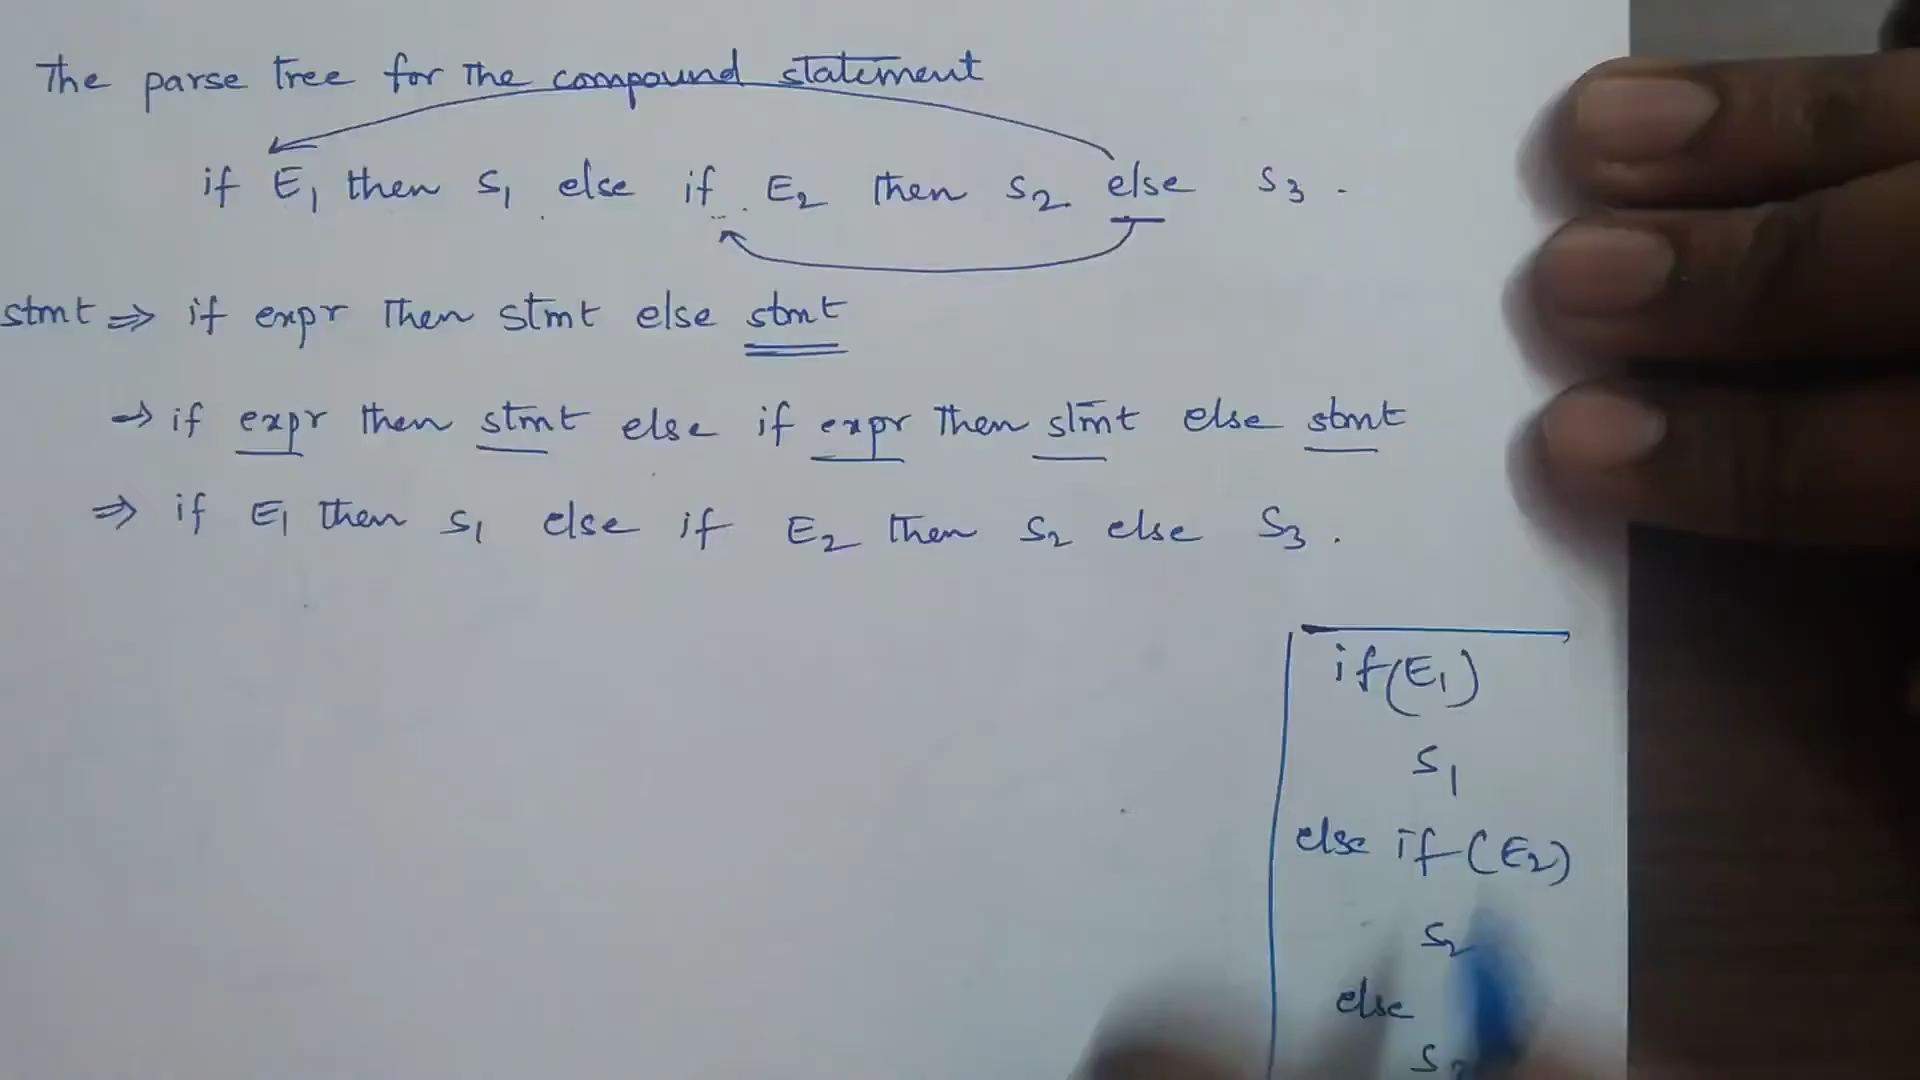 The parse tree for the compound statement
if E₁ then S₁ else if E₂ then S₂ else S₃ .
stmt ⇒ if expr then stmt else stmt
→ if expr then stmt else if expr then stmt else stmt
⇒ if E₁ then S₁ else if E₂ then S₂ else S₃ .
if(E₁)
S₁
else if(E₂)
S₂
else